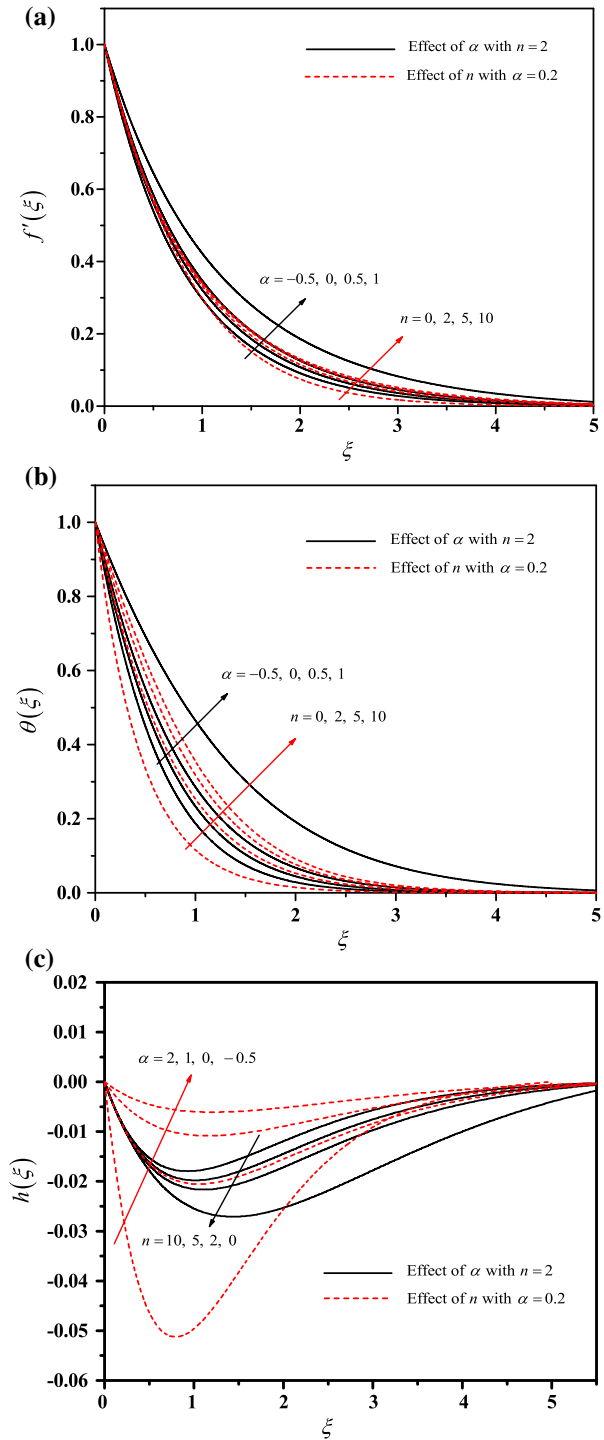 (a)
Effect of α with n = 2
Effect of n with α = 0.2
α = −0.5, 0, 0.5, 1
n = 0, 2, 5, 10
f'(ξ)
1.0
0.8
0.6
0.4
0.2
0.0
0 1 2 3 4 5
ξ
(b)
Effect of α with n = 2
Effect of n with α = 0.2
α = −0.5, 0, 0.5, 1
n = 0, 2, 5, 10
θ(ξ)
1.0
0.8
0.6
0.4
0.2
0.0
0 1 2 3 4 5
ξ
(c)
0.02
0.01
0.00
-0.01
-0.02
-0.03
-0.04
-0.05
-0.06
h(ξ)
α = 2, 1, 0, −0.5
n = 10, 5, 2, 0
Effect of α with n = 2
Effect of n with α = 0.2
0 1 2 3 4 5
ξ